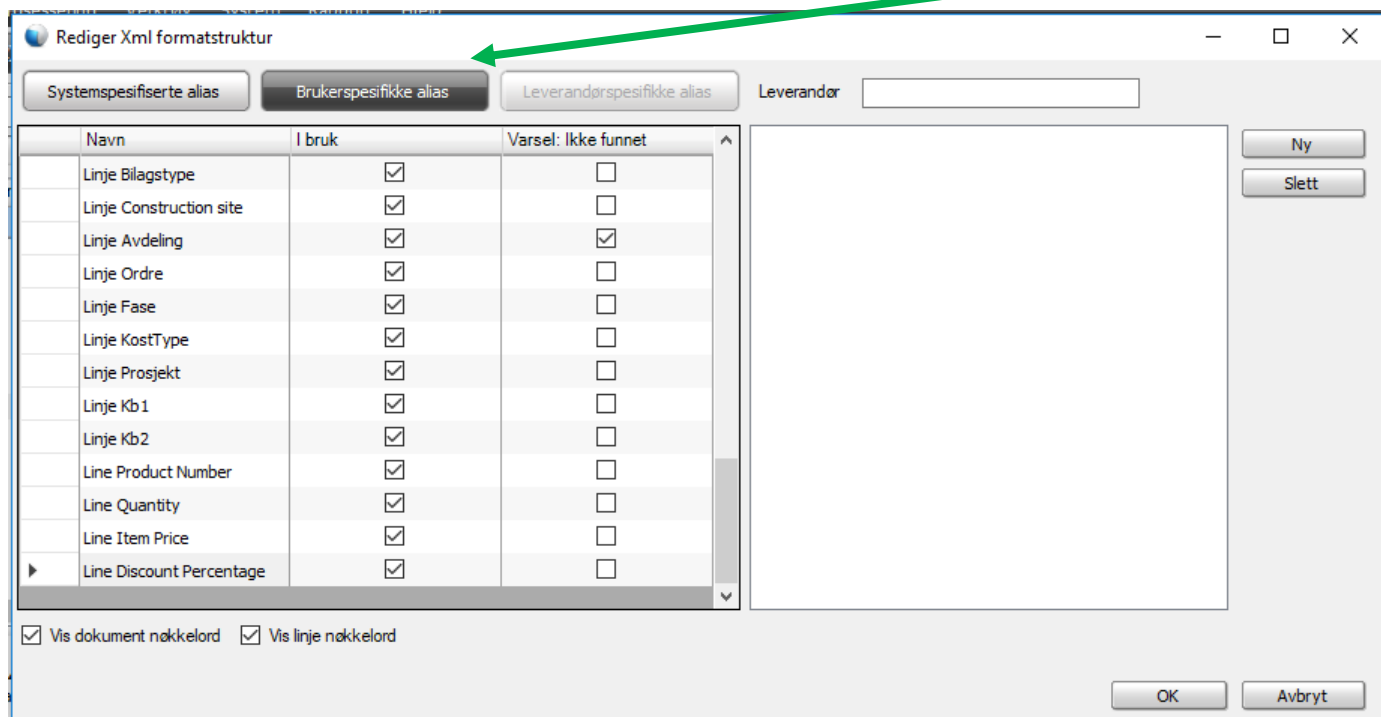 Rediger Xml formatstruktur
Systemspesifiserte alias Brukerspesifikke alias Leverandørspesifikke alias Leverandør
Navn I bruk Varsel: Ikke funnet
Ny
Slett
Linje Bilagstype
Linje Construction site
Linje Avdeling
Linje Ordre
Linje Fase
Linje KostType
Linje Prosjekt
Linje Kb1
Linje Kb2
Line Product Number
Line Quantity
Line Item Price
Line Discount Percentage
Vis dokument nøkkelord Vis linje nøkkelord
OK Avbryt